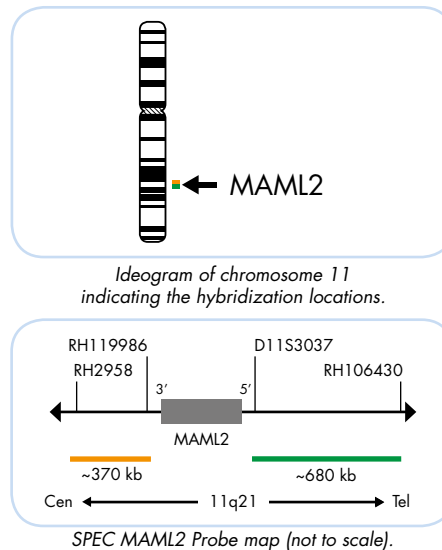 MAML2
Ideogram of chromosome 11
indicating the hybridization locations.
RH119986 D11S3037
RH2958 RH106430
3’ 5’
MAML2
~370 kb ~680 kb
Cen 11q21 Tel
SPEC MAML2 Probe map (not to scale).